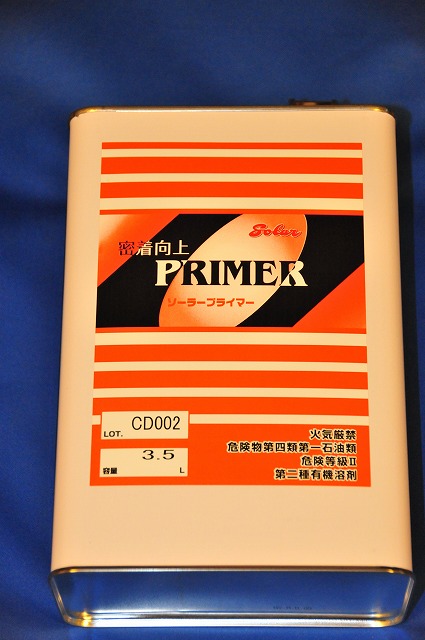 Solar
密着向上
PRIMER
ソーラープライマー
CD002
LOT.
3.5
容量 L
火気厳禁
危険物第四類第一石油類
危険等級Ⅱ
第二種有機溶剤